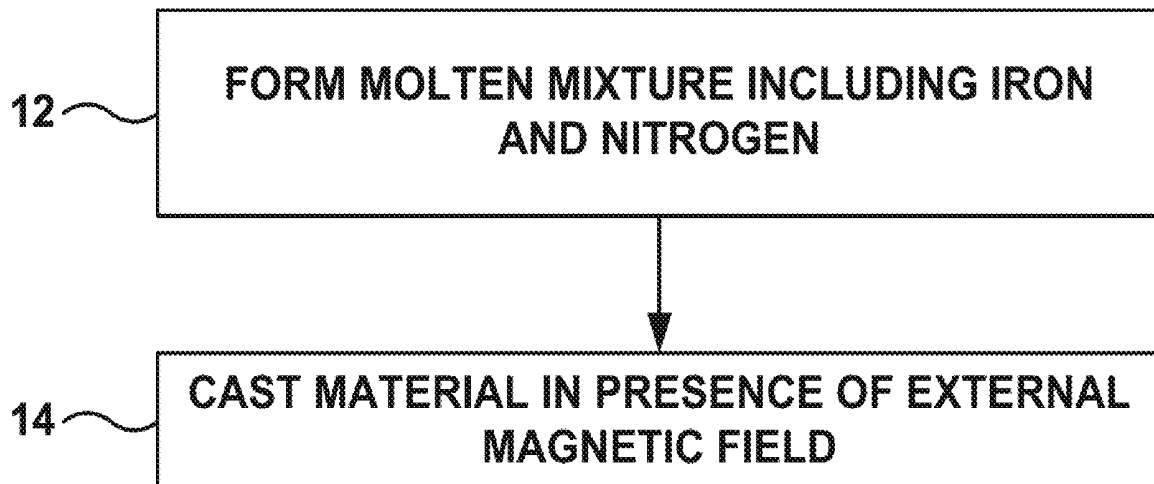 12
FORM MOLTEN MIXTURE INCLUDING IRON
AND NITROGEN
14
CAST MATERIAL IN PRESENCE OF EXTERNAL
MAGNETIC FIELD